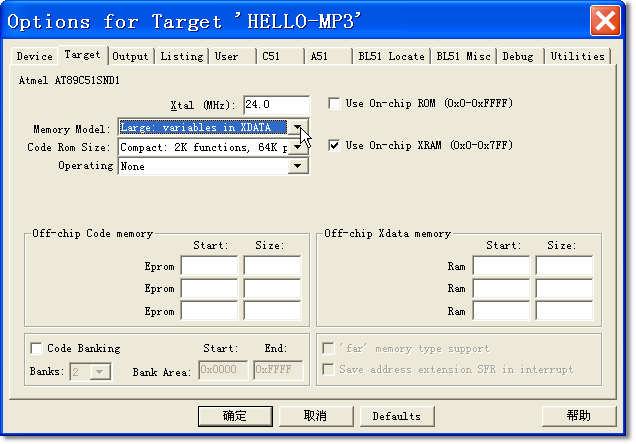 Options for Target 'HELLO-MP3'
Device Target Output Listing User C51 A51 BL51 Locate BL51 Misc Debug Utilities
Atmel AT89C51SND1
Xtal (MHz): 24.0
Use On-chip ROM (0x0-0xFFFF)
Memory Model: Large: variables in XDATA
Code Rom Size: Compact: 2K functions, 64K p
Use On-chip XRAM (0x0-0x7FF)
Operating None
Off-chip Code memory
Start: Size:
Eprom
Eprom
Eprom
Off-chip Xdata memory
Start: Size:
Ram
Ram
Ram
Code Banking Start: End:
Banks: 2 Bank Area: 0x0000 0xFFFF
'far' memory type support
Save address extension SFR in interrupt
确定 取消 Defaults 帮助